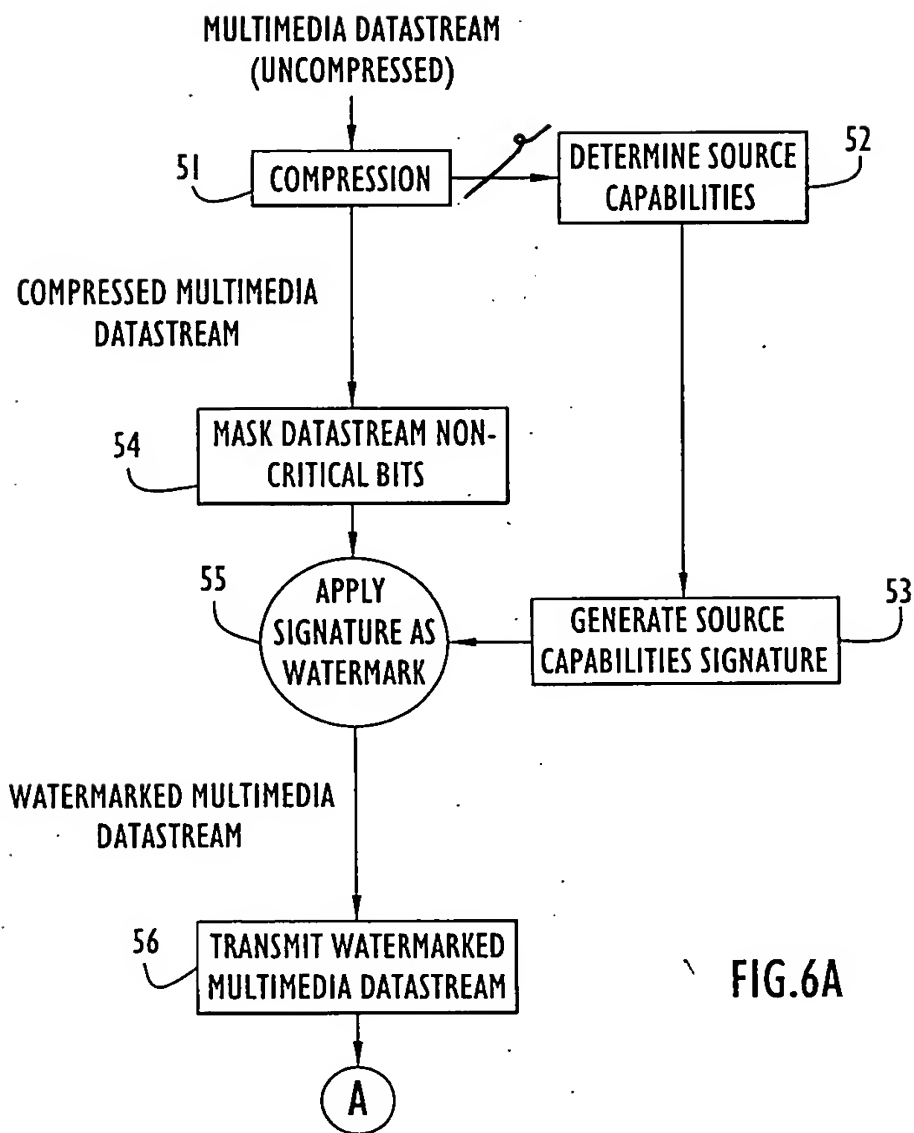 MULTIMEDIA DATASTREAM
(UNCOMPRESSED)
51
COMPRESSION
DETERMINE SOURCE
CAPABILITIES
52
COMPRESSED MULTIMEDIA
DATASTREAM
54
MASK DATASTREAM NON-
CRITICAL BITS
55
APPLY
SIGNATURE AS
WATERMARK
GENERATE SOURCE
CAPABILITIES SIGNATURE
53
WATERMARKED MULTIMEDIA
DATASTREAM
56
TRANSMIT WATERMARKED
MULTIMEDIA DATASTREAM
FIG.6A
A